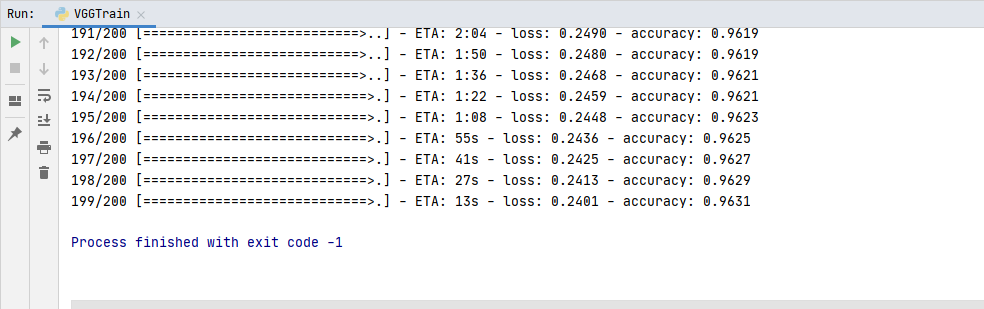 Run: VGGTrain
191/200 [===========================>..] - ETA: 2:04 - loss: 0.2490 - accuracy: 0.9619
192/200 [===========================>..] - ETA: 1:50 - loss: 0.2480 - accuracy: 0.9619
193/200 [===========================>..] - ETA: 1:36 - loss: 0.2468 - accuracy: 0.9621
194/200 [============================>.] - ETA: 1:22 - loss: 0.2459 - accuracy: 0.9621
195/200 [============================>.] - ETA: 1:08 - loss: 0.2448 - accuracy: 0.9623
196/200 [============================>.] - ETA: 55s - loss: 0.2436 - accuracy: 0.9625
197/200 [============================>.] - ETA: 41s - loss: 0.2425 - accuracy: 0.9627
198/200 [============================>.] - ETA: 27s - loss: 0.2413 - accuracy: 0.9629
199/200 [============================>.] - ETA: 13s - loss: 0.2401 - accuracy: 0.9631
Process finished with exit code -1